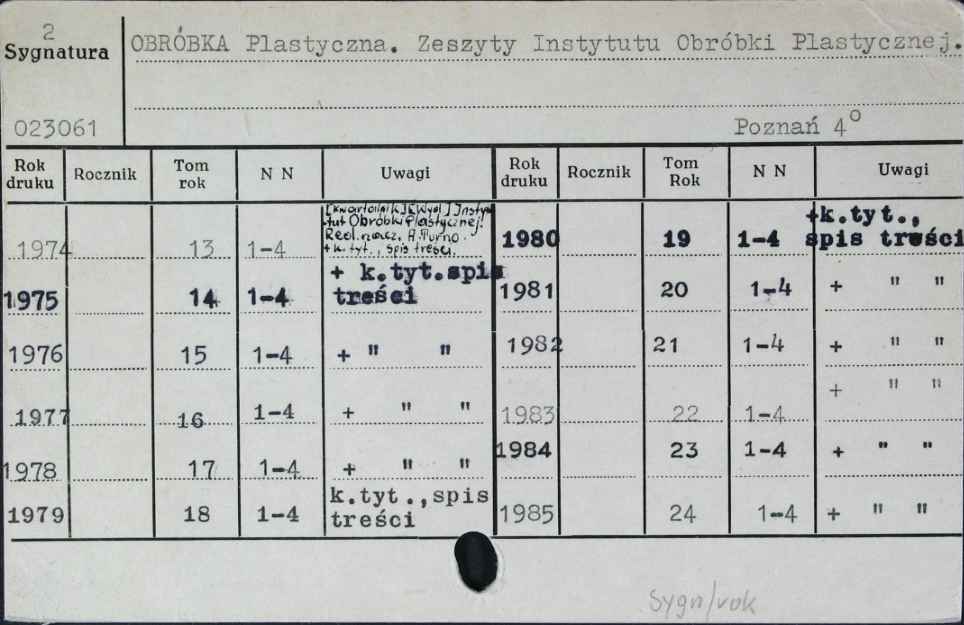 2
Sygnatura
OBRÓBKA Plastyczna. Zeszyty Instytutu Obróbki Plastycznej.
023061
Poznań 4°
Rok druku Rocznik Tom rok N N Uwagi Rok druku Rocznik Tom Rok N N Uwagi
1974 13 1-4 [kwartalnik] [Wyd.] Instytut Obróbki Plastycznej. Red. nacz. A. Turno. + k. tyt., spis treści.
1980 19 1-4 +k.tyt., spis treści
1975 14 1-4 + k.tyt.spis treści
1981 20 1-4 + " "
1976 15 1-4 + " "
1982 21 1-4 + " "
1977 16 1-4 + " "
1983 22 1-4 + " "
1978 17 1-4 + " "
1984 23 1-4 + " "
1979 18 1-4 k.tyt.,spis treści
1985 24 1-4 + " "
Sygn/rok